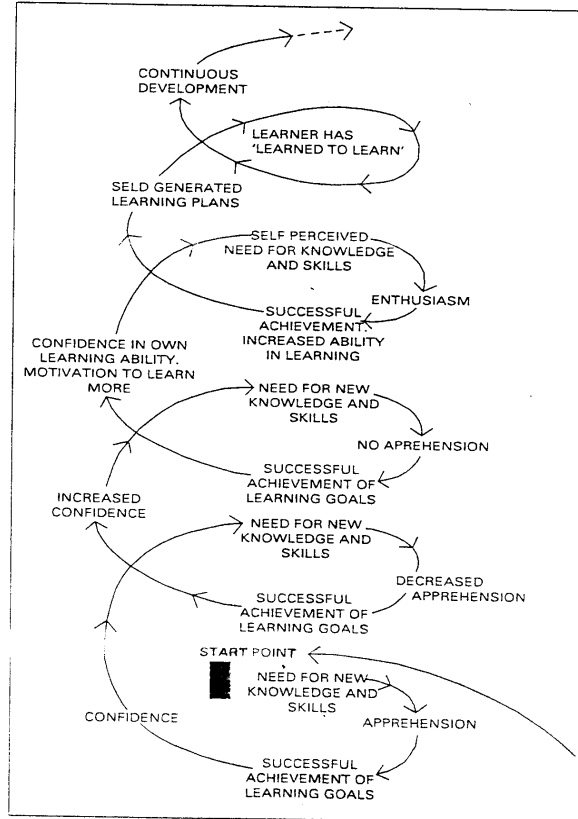 CONTINUOUS
DEVELOPMENT
LEARNER HAS
'LEARNED TO LEARN'
SELD GENERATED
LEARNING PLANS
SELF PERCEIVED
NEED FOR KNOWLEDGE
AND SKILLS
ENTHUSIASM
SUCCESSFUL
ACHIEVEMENT.
INCREASED ABILITY
IN LEARNING
CONFIDENCE IN OWN
LEARNING ABILITY.
MOTIVATION TO LEARN
MORE
NEED FOR NEW
KNOWLEDGE AND
SKILLS
NO APREHENSION
SUCCESSFUL
ACHIEVEMENT OF
LEARNING GOALS
INCREASED
CONFIDENCE
NEED FOR NEW
KNOWLEDGE AND
SKILLS
DECREASED
APPREHENSION
SUCCESSFUL
ACHIEVEMENT OF
LEARNING GOALS
START POINT
NEED FOR NEW
KNOWLEDGE AND
SKILLS
CONFIDENCE
APPREHENSION
SUCCESSFUL
ACHIEVEMENT OF
LEARNING GOALS